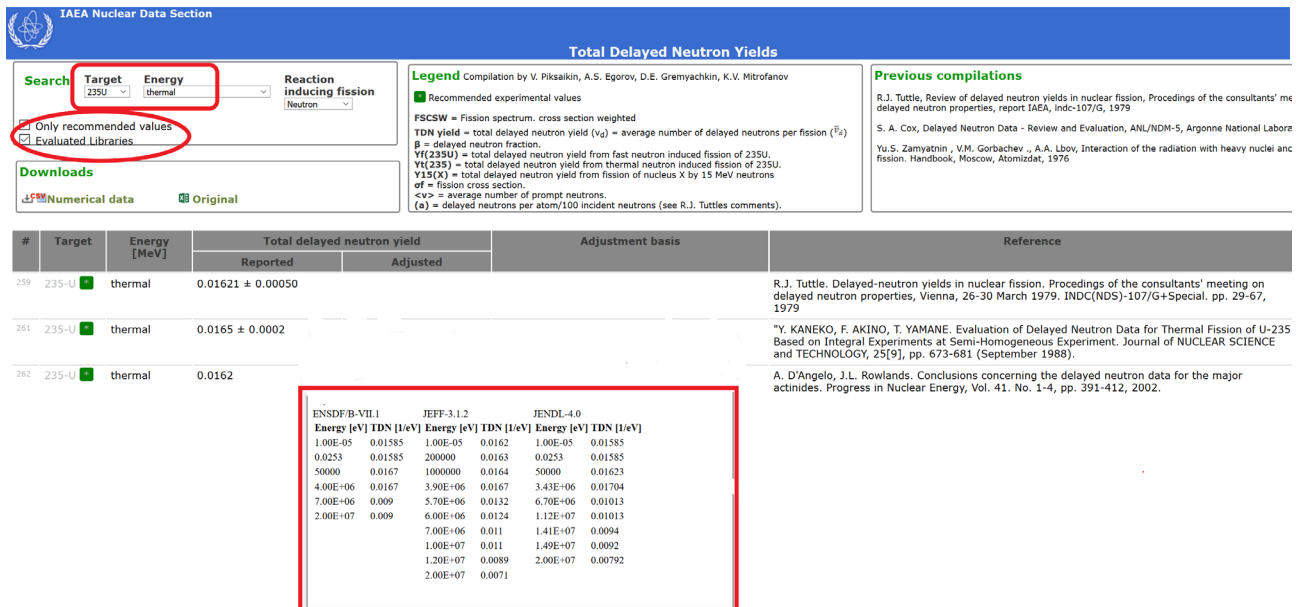 IAEA Nuclear Data Section
Total Delayed Neutron Yields
Search
Target
Energy
235U
thermal
Reaction
inducing fission
Neutron
Only recommended values
Evaluated Libraries
Downloads
CSV Numerical data
Original
Legend Compilation by V. Piksaikin, A.S. Egorov, D.E. Gremyachkin, K.V. Mitrofanov
* Recommended experimental values
FSCSW = Fission spectrum. cross section weighted
TDN yield = total delayed neutron yield (νd) = average number of delayed neutrons per fission (ν̅d)
β = delayed neutron fraction.
Yf(235U) = total delayed neutron yield from fast neutron induced fission of 235U.
Yt(235) = total delayed neutron yield from thermal neutron induced fission of 235U.
Y15(X) = total delayed neutron yield from fission of nucleus X by 15 MeV neutrons
σf = fission cross section.
<v> = average number of prompt neutrons.
(a) = delayed neutrons per atom/100 incident neutrons (see R.J. Tuttles comments).
Previous compilations
R.J. Tuttle, Review of delayed neutron yields in nuclear fission, Procedings of the consultants' me
delayed neutron properties, report IAEA, indc-107/G, 1979
S. A. Cox, Delayed Neutron Data - Review and Evaluation, ANL/NDM-5, Argonne National Labora
Yu.S. Zamyatnin , V.M. Gorbachev ., A.A. Lbov, Interaction of the radiation with heavy nuclei and
fission. Handbook, Moscow, Atomizdat, 1976
# Target Energy [MeV] Total delayed neutron yield Adjustment basis Reference
Reported Adjusted
259 235-U * thermal 0.01621 ± 0.00050 R.J. Tuttle. Delayed-neutron yields in nuclear fission. Procedings of the consultants' meeting on
delayed neutron properties, Vienna, 26-30 March 1979. INDC(NDS)-107/G+Special. pp. 29-67,
1979
261 235-U * thermal 0.0165 ± 0.0002 "Y. KANEKO, F. AKINO, T. YAMANE. Evaluation of Delayed Neutron Data for Thermal Fission of U-235
Based on Integral Experiments at Semi-Homogeneous Experiment. Journal of NUCLEAR SCIENCE
and TECHNOLOGY, 25[9], pp. 673-681 (September 1988).
262 235-U * thermal 0.0162 A. D'Angelo, J.L. Rowlands. Conclusions concerning the delayed neutron data for the major
actinides. Progress in Nuclear Energy, Vol. 41. No. 1-4, pp. 391-412, 2002.
ENSDF/B-VII.1 JEFF-3.1.2 JENDL-4.0
Energy [eV] TDN [1/eV] Energy [eV] TDN [1/eV] Energy [eV] TDN [1/eV]
1.00E-05 0.01585 1.00E-05 0.0162 1.00E-05 0.01585
0.0253 0.01585 200000 0.0163 0.0253 0.01585
50000 0.0167 1000000 0.0164 50000 0.01623
4.00E+06 0.0167 3.90E+06 0.0167 3.43E+06 0.01704
7.00E+06 0.009 5.70E+06 0.0132 6.70E+06 0.01013
2.00E+07 0.009 6.00E+06 0.0124 1.12E+07 0.01013
7.00E+06 0.011 1.41E+07 0.0094
1.00E+07 0.011 1.49E+07 0.0092
1.20E+07 0.0089 2.00E+07 0.00792
2.00E+07 0.0071